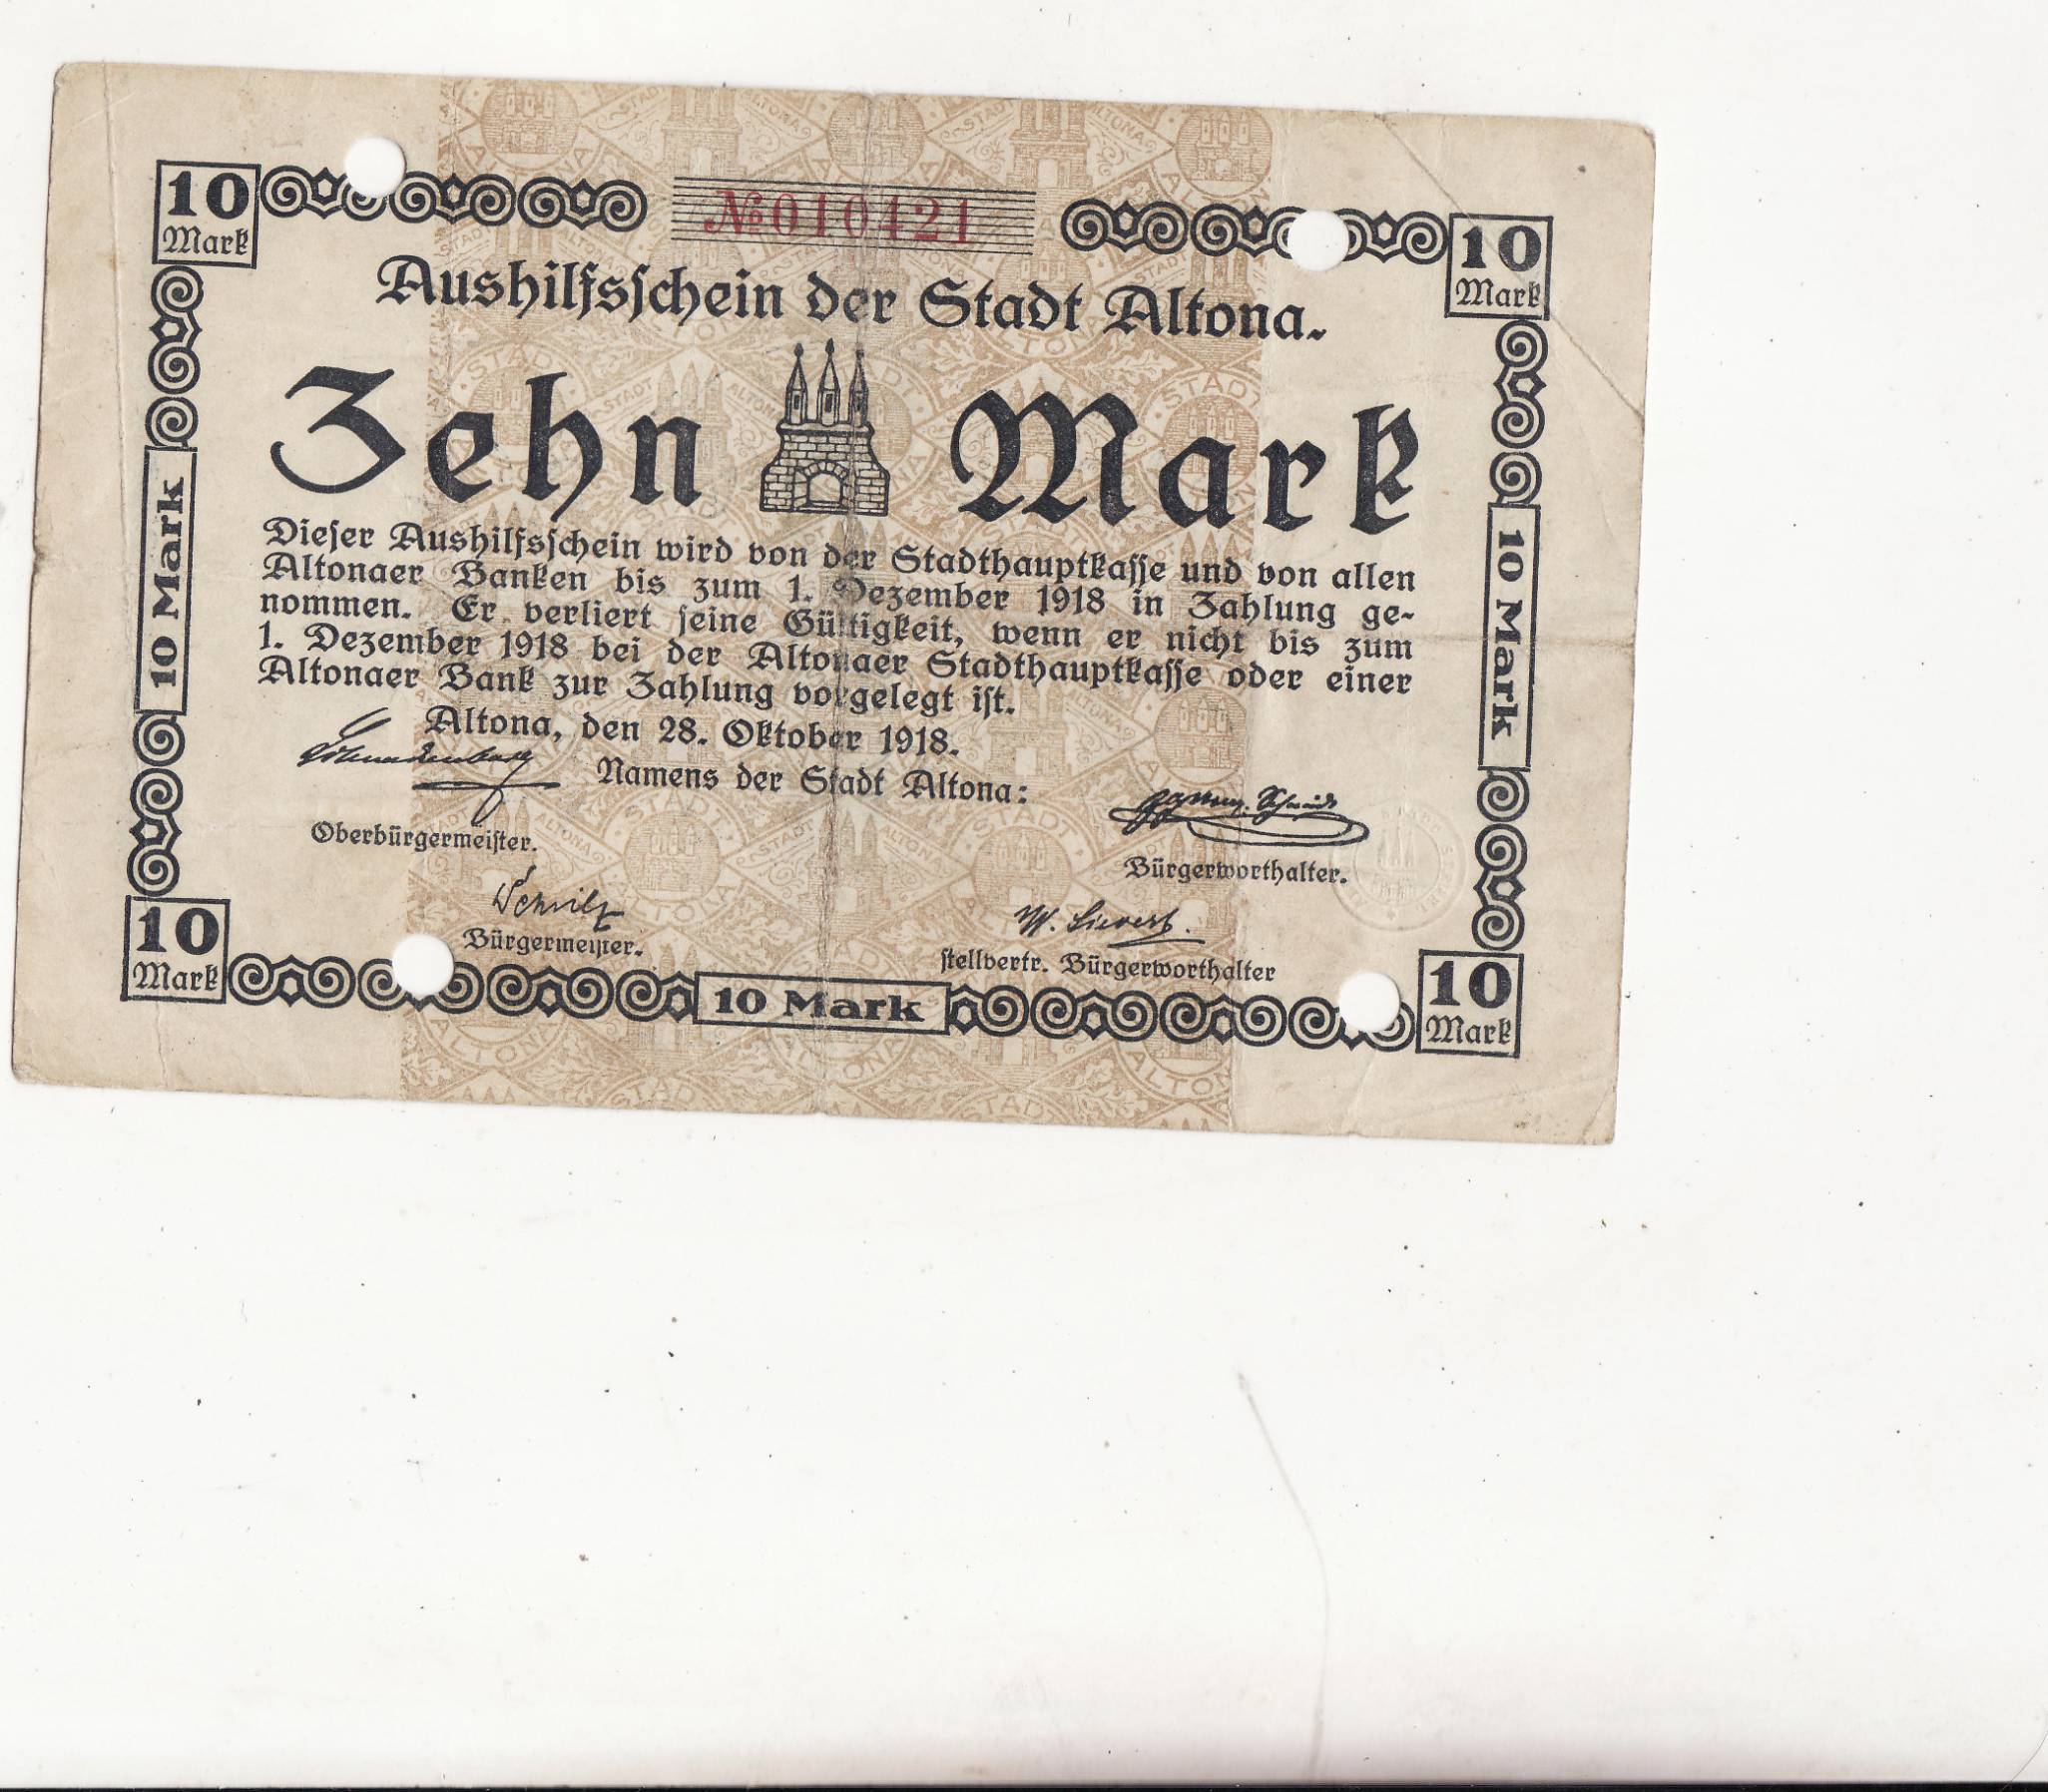 10 Mark
№010421
10 Mark
Aushilfsschein der Stadt Altona.
Zehn Mark
Dieser Aushilfsschein wird von der Stadthauptkasse und von allen
Altonaer Banken bis zum 1. Dezember 1918 in Zahlung ge-
nommen. Er verliert seine Gültigkeit, wenn er nicht bis zum
1. Dezember 1918 bei der Altonaer Stadthauptkasse oder einer
Altonaer Bank zur Zahlung vorgelegt ist.
Altona, den 28. Oktober 1918.
Namens der Stadt Altona:
Oberbürgermeister.
Schmidt
Bürgerworthalter.
Bürgermeister.
W. Sievert.
stellvertr. Bürgerworthalter
10 Mark
10 Mark
10 Mark
10 Mark
10 Mark
STADT ALTONA